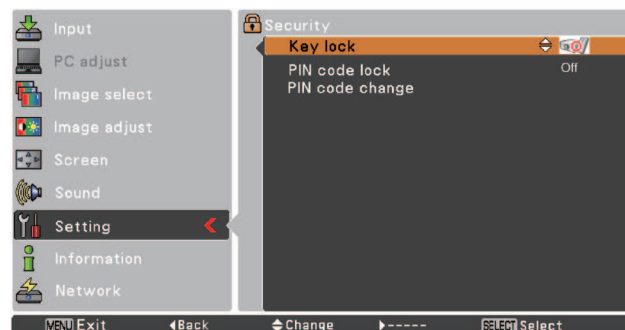 Input
PC adjust
Image select
Image adjust
Screen
Sound
Setting
Information
Network
Security
Key lock
PIN code lock Off
PIN code change
MENU Exit Back Change ----- SELECT Select